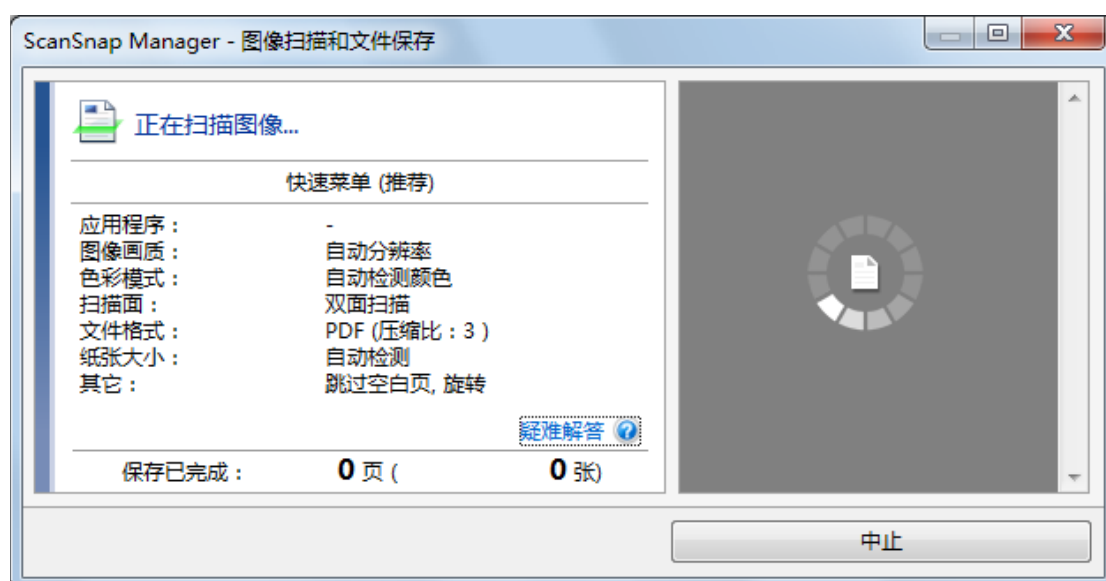 ScanSnap Manager - 图像扫描和文件保存
正在扫描图像...
快速菜单 (推荐)
应用程序： -
图像画质： 自动分辨率
色彩模式： 自动检测颜色
扫描面： 双面扫描
文件格式： PDF (压缩比：3 )
纸张大小： 自动检测
其它： 跳过空白页, 旋转
疑难解答
保存已完成： 0 页 ( 0 张)
中止